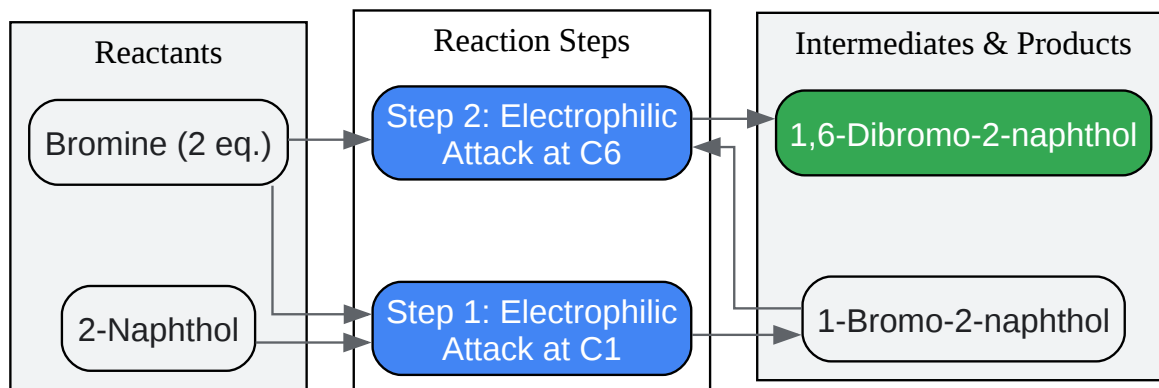 Reactants
Bromine (2 eq.)
2-Naphthol
Reaction Steps
Step 2: Electrophilic
Attack at C6
Step 1: Electrophilic
Attack at C1
Intermediates & Products
1,6-Dibromo-2-naphthol
1-Bromo-2-naphthol